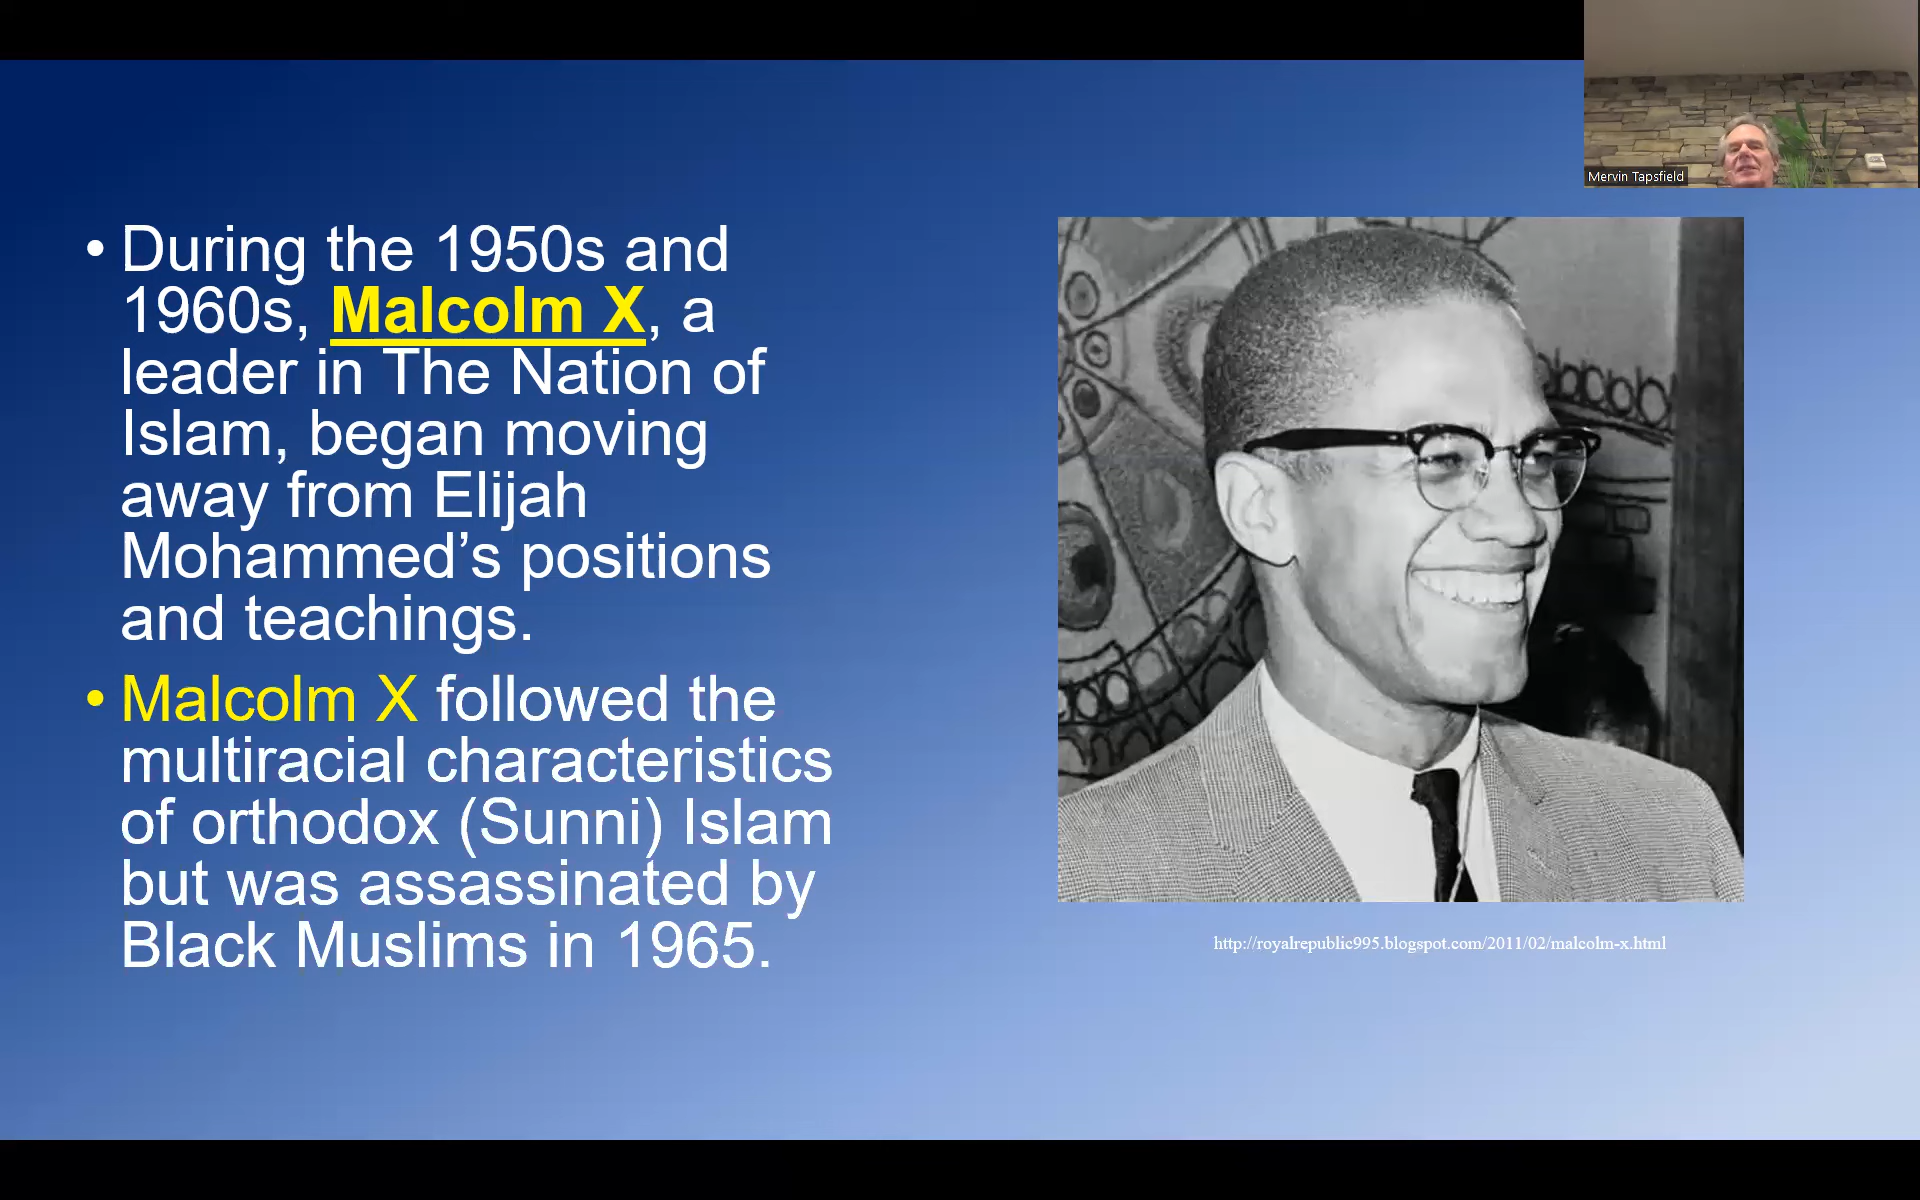 Mervin Tapsfield
• During the 1950s and
1960s, Malcolm X, a
leader in The Nation of
Islam, began moving
away from Elijah
Mohammed’s positions
and teachings.
• Malcolm X followed the
multiracial characteristics
of orthodox (Sunni) Islam
but was assassinated by
Black Muslims in 1965.
http://royalrepublic995.blogspot.com/2011/02/malcolm-x.html